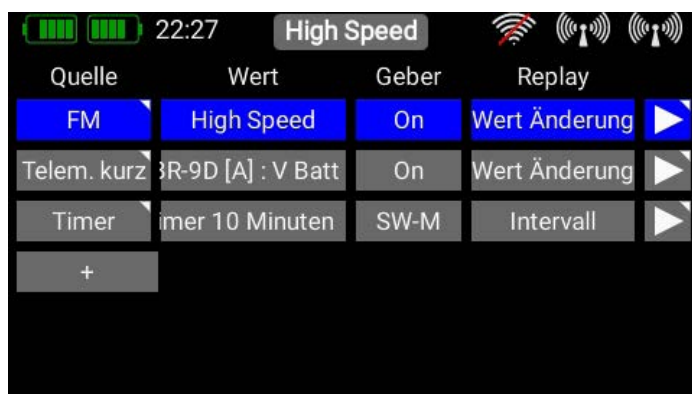 22:27 High Speed
Quelle Wert Geber Replay
FM High Speed On Wert Änderung
Telem. kurz 3R-9D [A] : V Batt On Wert Änderung
Timer imer 10 Minuten SW-M Intervall
+